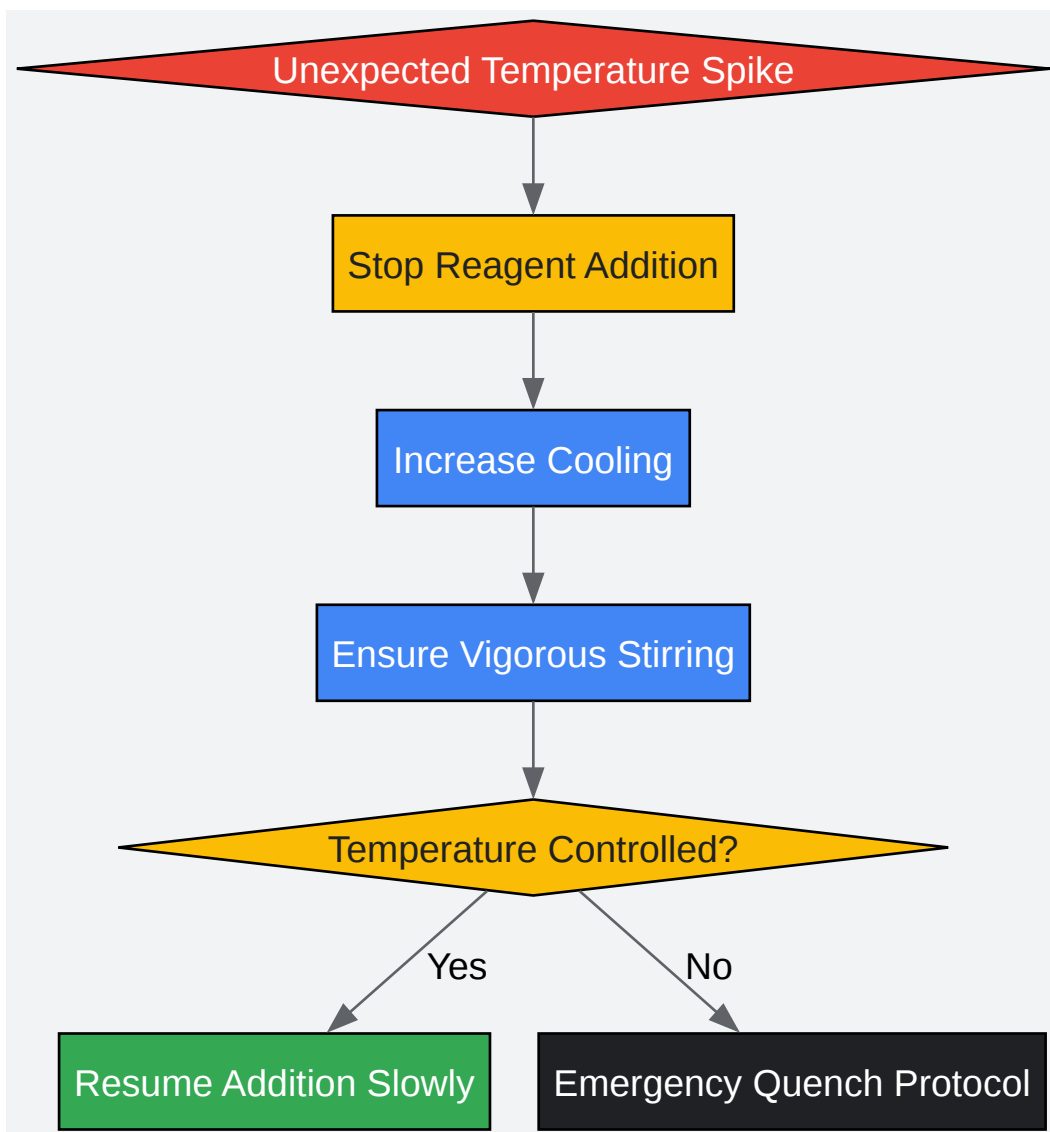 Unexpected Temperature Spike
Stop Reagent Addition
Increase Cooling
Ensure Vigorous Stirring
Temperature Controlled?
Yes
No
Resume Addition Slowly
Emergency Quench Protocol